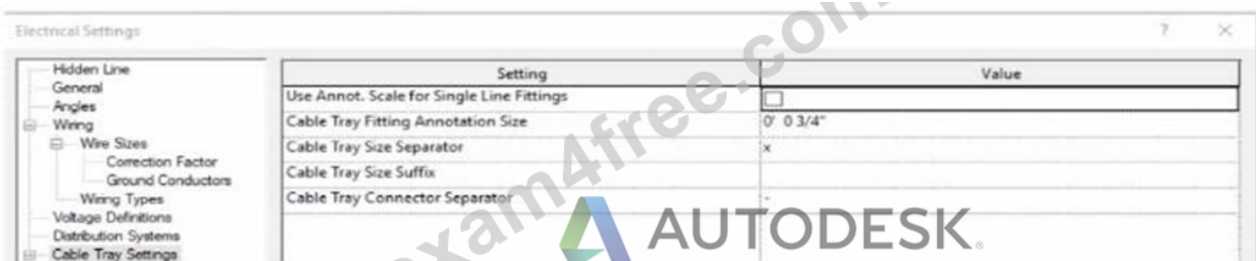 Electrical Settings ? ×
Hidden Line
General
Angles
Wiring
Wire Sizes
Correction Factor
Ground Conductors
Wiring Types
Voltage Definitions
Distribution Systems
Cable Tray Settings
Setting Value
Use Annot. Scale for Single Line Fittings
Cable Tray Fitting Annotation Size 0' 0 3/4"
Cable Tray Size Separator x
Cable Tray Size Suffix
Cable Tray Connector Separator -
xam4free.com
AUTODESK®